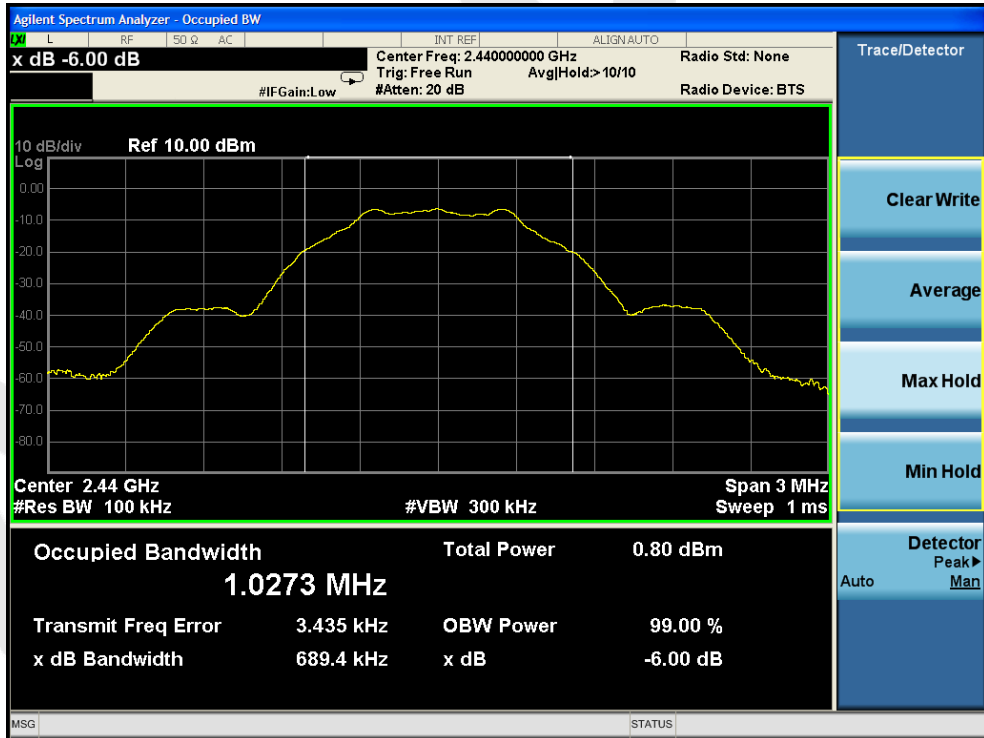 Agilent Spectrum Analyzer - Occupied BW
LXI L RF 50 Ω AC INT REF ALIGN AUTO
x dB -6.00 dB
Center Freq: 2.440000000 GHz Radio Std: None
Trig: Free Run Avg|Hold:> 10/10
#IFGain:Low #Atten: 20 dB Radio Device: BTS
10 dB/div Ref 10.00 dBm
Log
0.00
-10.0
-20.0
-30.0
-40.0
-50.0
-60.0
-70.0
-80.0
Center 2.44 GHz Span 3 MHz
#Res BW 100 kHz #VBW 300 kHz Sweep 1 ms
Occupied Bandwidth Total Power 0.80 dBm
1.0273 MHz
Transmit Freq Error 3.435 kHz OBW Power 99.00 %
x dB Bandwidth 689.4 kHz x dB -6.00 dB
MSG STATUS
Trace/Detector
Clear Write
Average
Max Hold
Min Hold
Detector
Peak▶
Auto Man